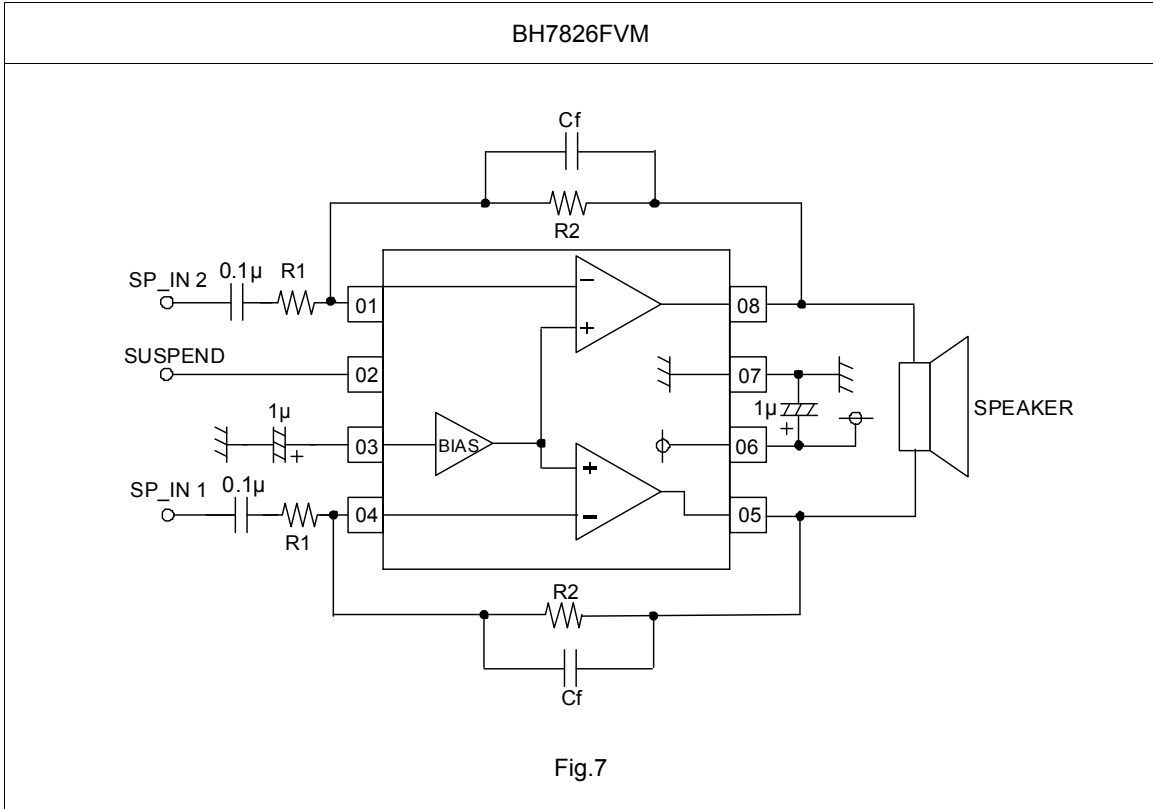 BH7826FVM
Cf
R2
SP_IN 2
0.1μ
R1
01
−
+
08
SUSPEND
02
07
1μ
+
03
BIAS
1μ
+
06
SPEAKER
SP_IN 1
0.1μ
R1
04
+
−
05
R2
Cf
Fig.7